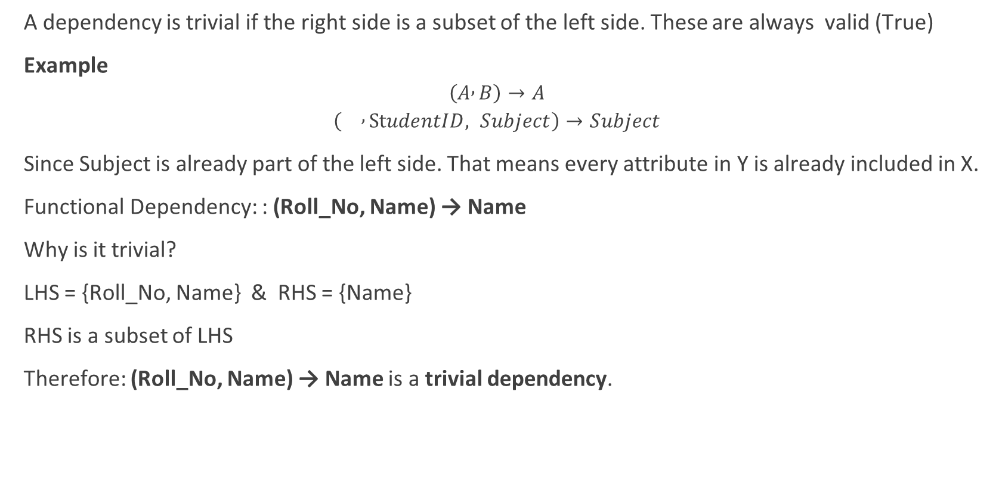 A dependency is trivial if the right side is a subset of the left side. These are always  valid (True)
Example
(A, B) → A
(   , StudentID,  Subject) → Subject
Since Subject is already part of the left side. That means every attribute in Y is already included in X.
Functional Dependency: : (Roll_No, Name) → Name
Why is it trivial?
LHS = {Roll_No, Name}  &  RHS = {Name}
RHS is a subset of LHS
Therefore: (Roll_No, Name) → Name is a trivial dependency.